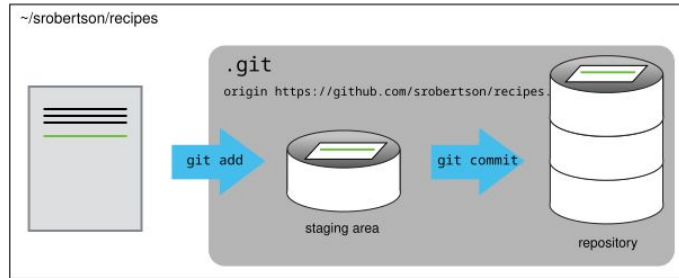 ~/srobertson/recipes
.git
origin https://github.com/srobertson/recipes.
git add
git commit
staging area
repository